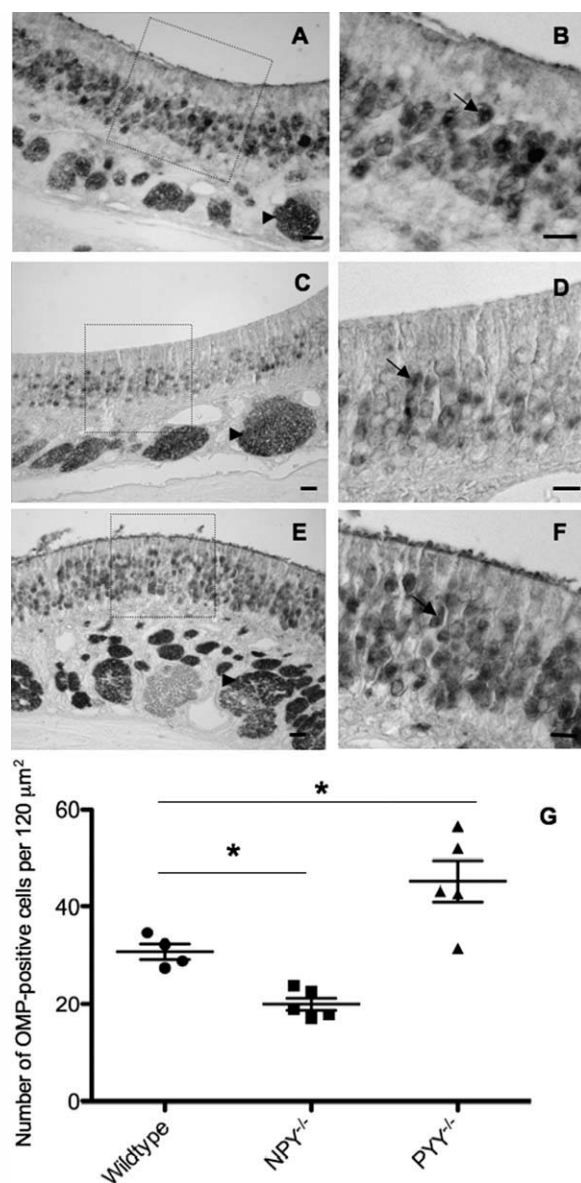 A
B
C
D
E
F
G
Number of OMP-positive cells per 120 μm²
60
40
20
0
*
*
Wildtype
NPY⁻/⁻
PYY⁻/⁻